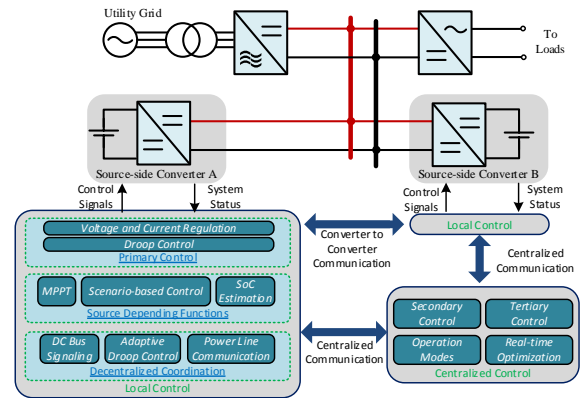 Utility Grid
To
Loads
Source-side Converter A
Source-side Converter B
Control
Signals
System
Status
Control
Signals
System
Status
Voltage and Current Regulation
Droop Control
Primary Control
MPPT
Scenario-based Control
SoC
Estimation
Source Depending Functions
DC Bus
Signaling
Adaptive
Droop Control
Power Line
Communication
Decentralized Coordination
Local Control
Converter to
Converter
Communication
Local Control
Centralized
Communication
Centralized
Communication
Secondary
Control
Tertiary
Control
Operation
Modes
Real-time
Optimization
Centralized Control